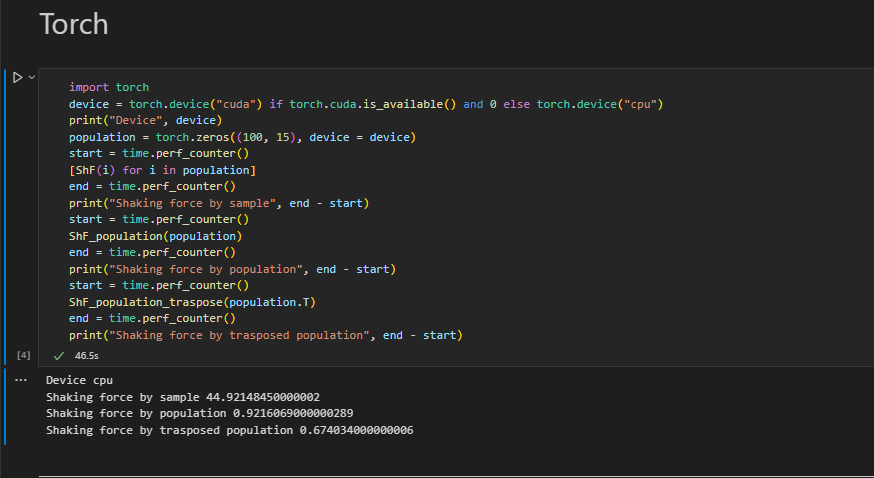 Torch
import torch
device = torch.device("cuda") if torch.cuda.is_available() and 0 else torch.device("cpu")
print("Device", device)
population = torch.zeros((100, 15), device = device)
start = time.perf_counter()
[ShF(i) for i in population]
end = time.perf_counter()
print("Shaking force by sample", end - start)
start = time.perf_counter()
ShF_population(population)
end = time.perf_counter()
print("Shaking force by population", end - start)
start = time.perf_counter()
ShF_population_traspose(population.T)
end = time.perf_counter()
print("Shaking force by trasposed population", end - start)
[4] 46.5s
Device cpu
Shaking force by sample 44.92148450000002
Shaking force by population 0.9216069000000289
Shaking force by trasposed population 0.674034000000006